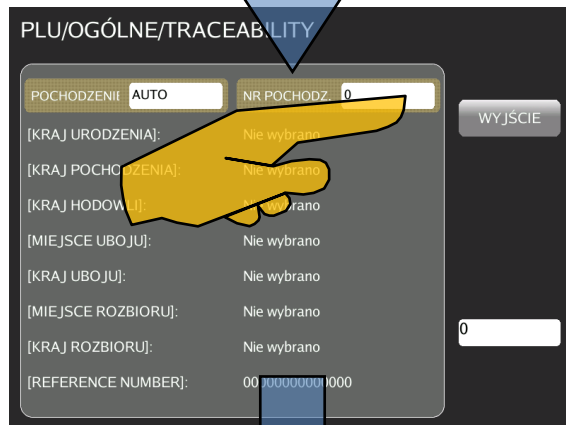 PLU/OGÓLNE/TRACEABILITY
POCHODZENIE AUTO NR POCHODZ. 0
WYJŚCIE
[KRAJ URODZENIA]: Nie wybrano
[KRAJ POCHODZENIA]: Nie wybrano
[KRAJ HODOWLI]: Nie wybrano
[MIEJSCE UBOJU]: Nie wybrano
[KRAJ UBOJU]: Nie wybrano
[MIEJSCE ROZBIORU]: Nie wybrano
0
[KRAJ ROZBIORU]: Nie wybrano
[REFERENCE NUMBER]: